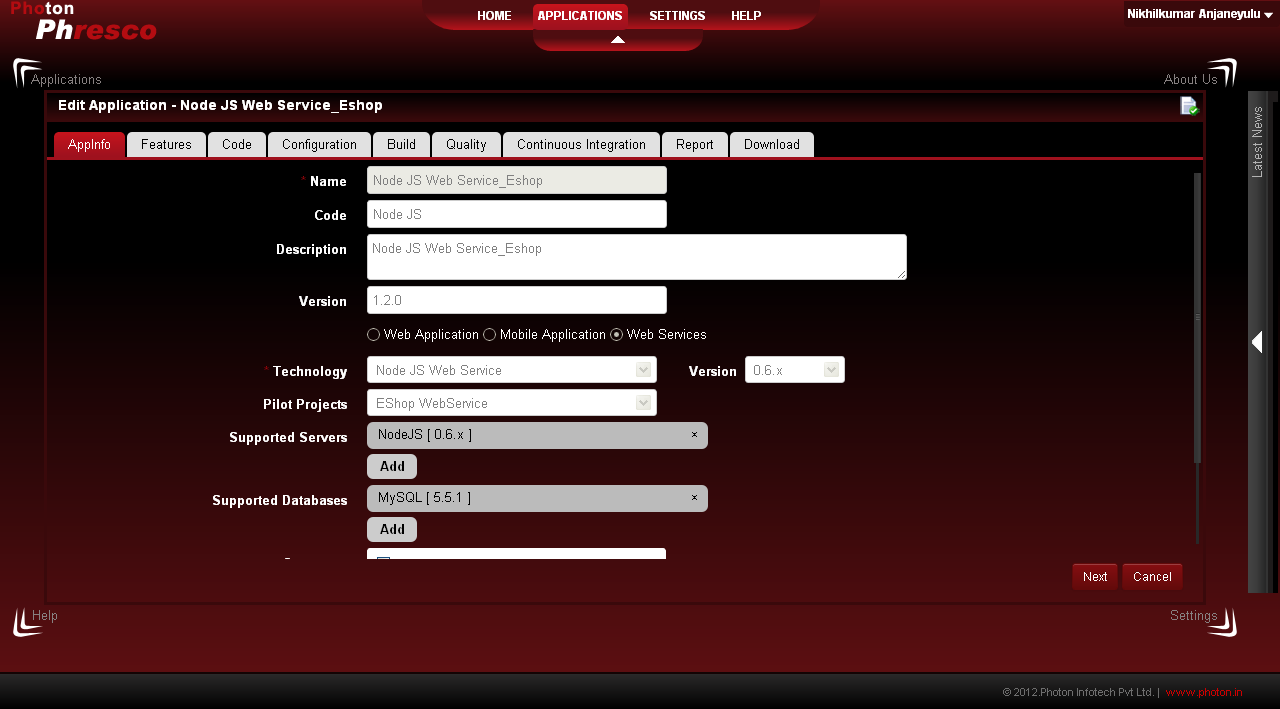 Photon
Phresco
HOME APPLICATIONS SETTINGS HELP
Nikhilkumar Anjaneyulu
Applications
About Us
Edit Application - Node JS Web Service_Eshop
Latest News
AppInfo Features Code Configuration Build Quality Continuous Integration Report Download
* Name Node JS Web Service_Eshop
Code Node JS
Description Node JS Web Service_Eshop
Version 1.2.0
Web Application Mobile Application Web Services
* Technology Node JS Web Service Version 0.6.x
Pilot Projects EShop WebService
Supported Servers NodeJS [ 0.6.x ] ×
Add
Supported Databases MySQL [ 5.5.1 ] ×
Add
Next Cancel
Help
Settings
© 2012.Photon Infotech Pvt Ltd. | www.photon.in